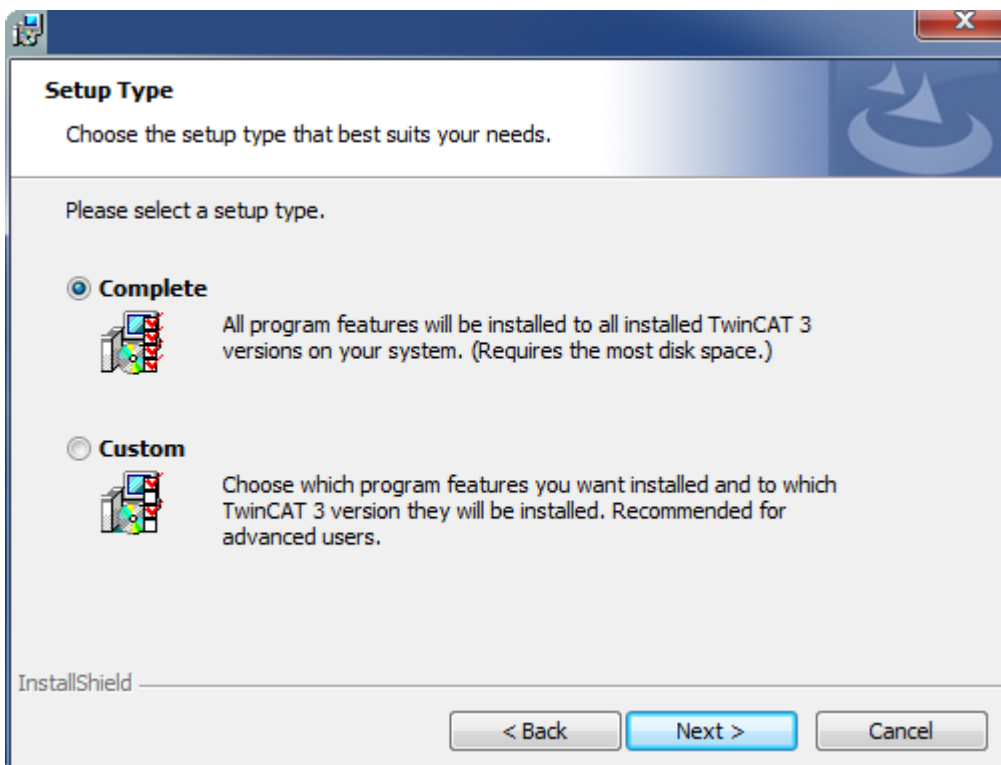 Setup Type
Choose the setup type that best suits your needs.
Please select a setup type.
Complete
All program features will be installed to all installed TwinCAT 3
versions on your system. (Requires the most disk space.)
Custom
Choose which program features you want installed and to which
TwinCAT 3 version they will be installed. Recommended for
advanced users.
InstallShield
< Back
Next >
Cancel